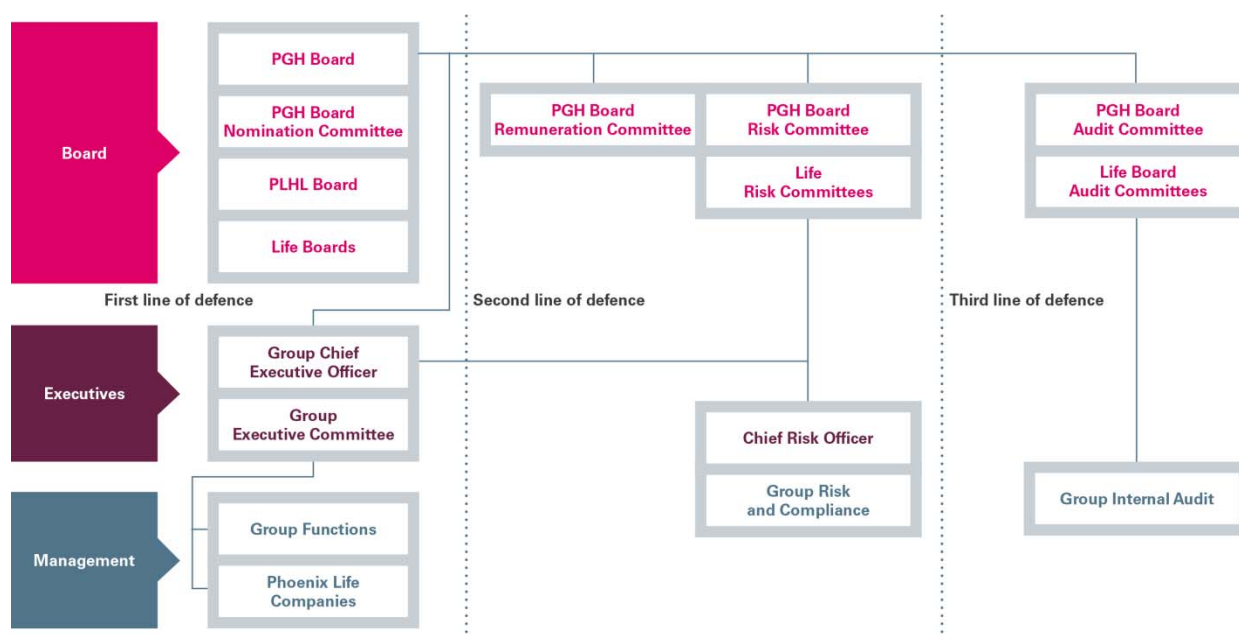 Board
PGH Board
PGH Board
Nomination Committee
PLHL Board
Life Boards
PGH Board
Remuneration Committee
PGH Board
Risk Committee
Life
Risk Committees
PGH Board
Audit Committee
Life Board
Audit Committees
First line of defence
Second line of defence
Third line of defence
Executives
Group Chief
Executive Officer
Group
Executive Committee
Chief Risk Officer
Group Risk
and Compliance
Group Internal Audit
Management
Group Functions
Phoenix Life
Companies